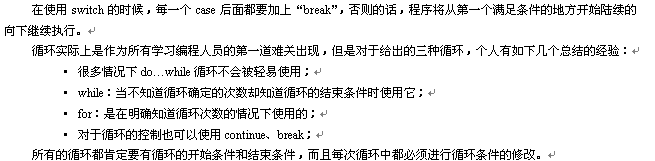 在使用 switch 的时候，每一个 case 后面都要加上“break”，否则的话，程序将从第一个满足条件的地方开始陆续的
向下继续执行。
循环实际上是作为所有学习编程人员的第一道难关出现，但是对于给出的三种循环，个人有如下几个总结的经验：
▪ 很多情况下 do…while 循环不会被轻易使用；
▪ while：当不知道循环确定的次数却知道循环的结束条件时使用它；
▪ for：是在明确知道循环次数的情况下使用的；
▪ 对于循环的控制也可以使用 continue、break；
所有的循环都肯定要有循环的开始条件和结束条件，而且每次循环中都必须进行循环条件的修改。